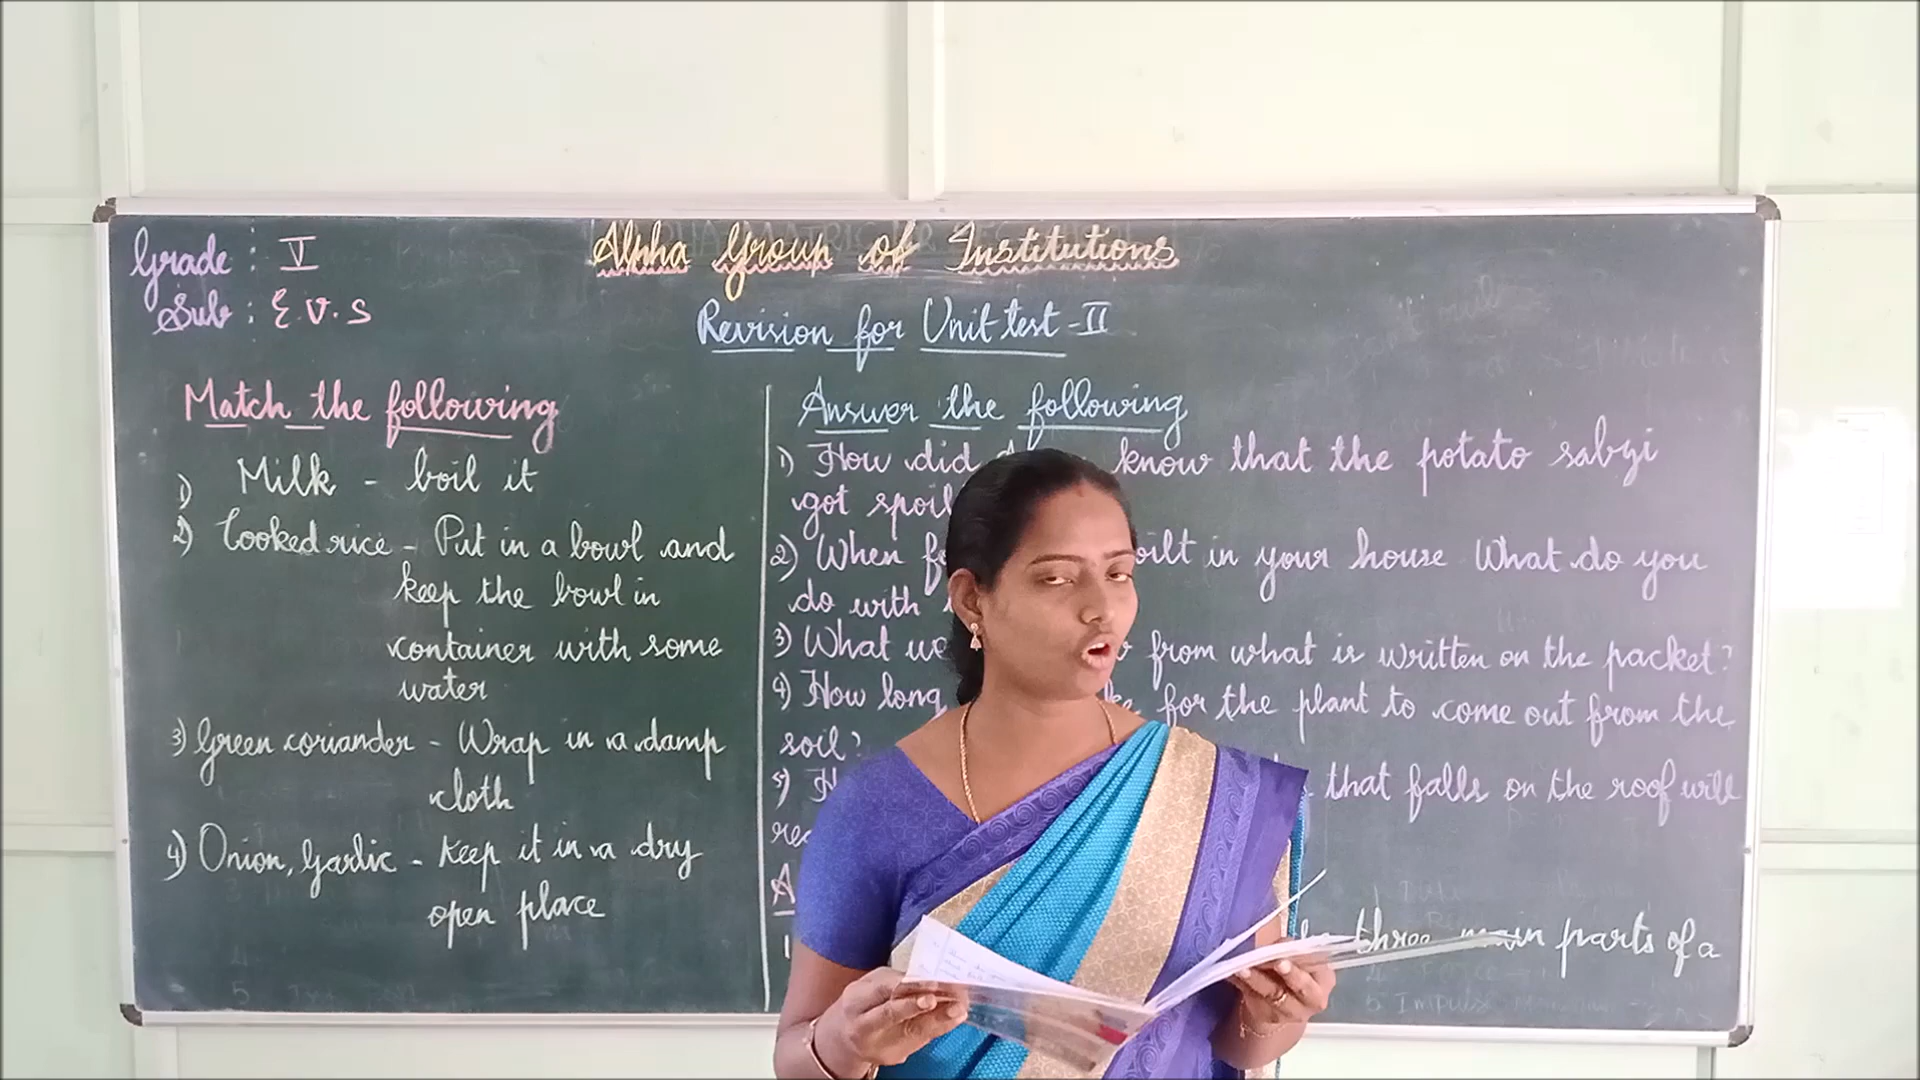 Grade : V
Sub : E.V.S
Alpha Group of Institutions
Revision for Unit test - II
Match the following
1) Milk - boil it
2) Cooked rice - Put in a bowl and
keep the bowl in
container with some
water
3) Green coriander - Wrap in a damp
cloth
4) Onion, Garlic - Keep it in a dry
open place
Answer the following
1) How did know that the potato sabzi
got
2) When in your house What do you
do with
3) What from what is written on the packet?
4) How long for the plant to come out from the
soil?
5) that falls on the roof will
three main parts of a